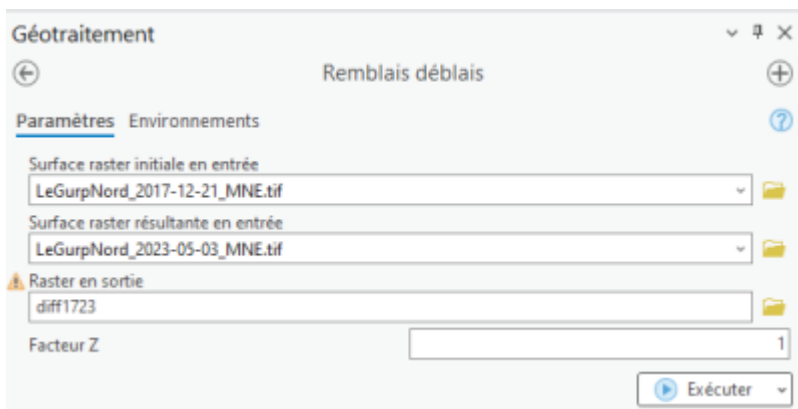 Géotraitement
Remblais déblais
Paramètres Environnements
Surface raster initiale en entrée
LeGurpNord_2017-12-21_MNE.tif
Surface raster résultante en entrée
LeGurpNord_2023-05-03_MNE.tif
Raster en sortie
diff1723
Facteur Z 1
Exécuter